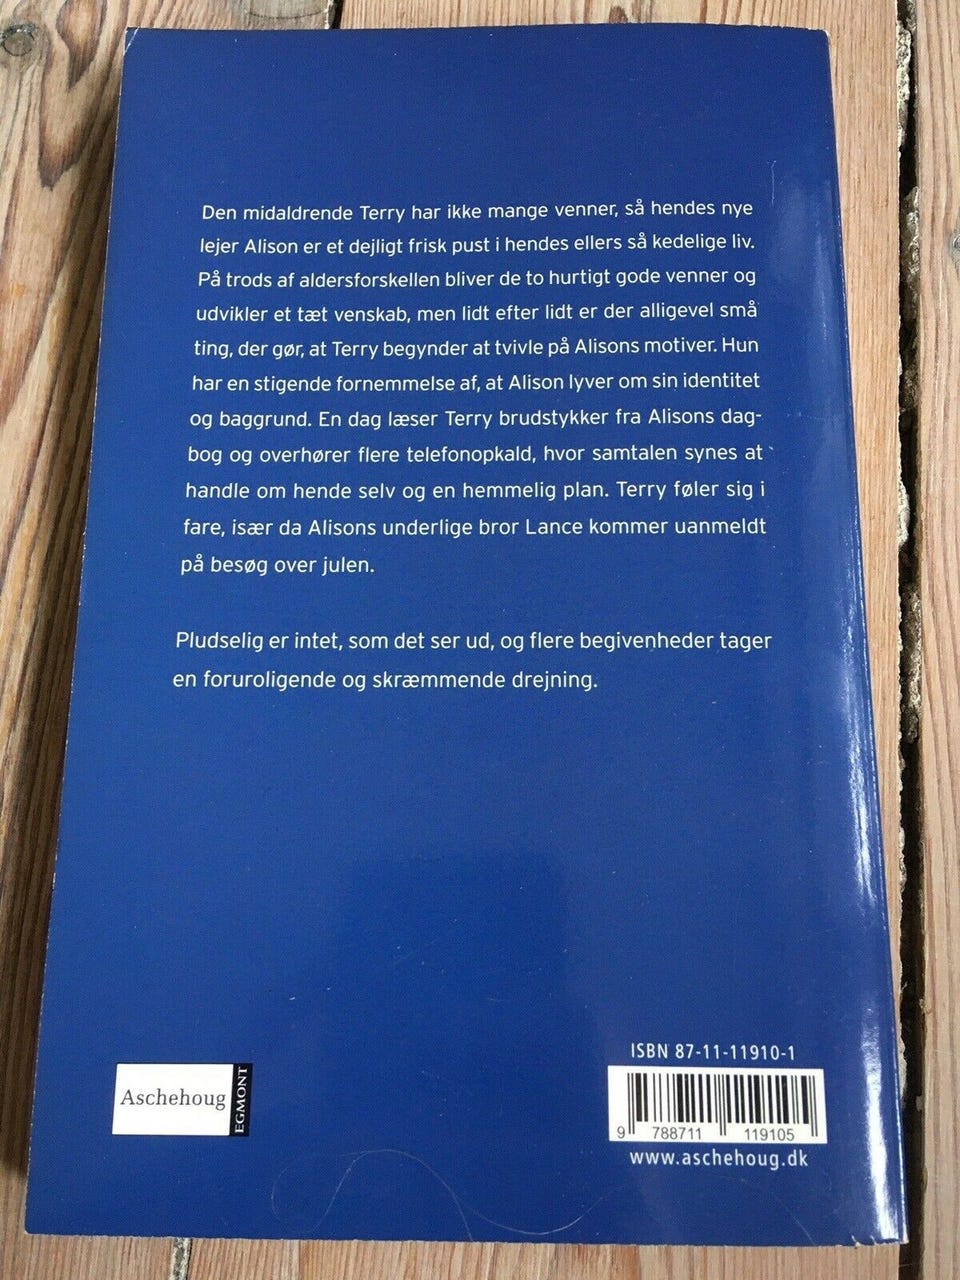 Den midaldrende Terry har ikke mange venner, så hendes nye
lejer Alison er et dejligt frisk pust i hendes ellers så kedelige liv.
På trods af aldersforskellen bliver de to hurtigt gode venner og
udvikler et tæt venskab, men lidt efter lidt er der alligevel små
ting, der gør, at Terry begynder at tvivle på Alisons motiver. Hun
har en stigende fornemmelse af, at Alison lyver om sin identitet
og baggrund. En dag læser Terry brudstykker fra Alisons dag-
bog og overhører flere telefonopkald, hvor samtalen synes at
handle om hende selv og en hemmelig plan. Terry føler sig i
fare, især da Alisons underlige bror Lance kommer uanmeldt
på besøg over julen.
Pludselig er intet, som det ser ud, og flere begivenheder tager
en foruroligende og skræmmende drejning.
Aschehoug
EGMONT
ISBN 87-11-11910-1
9 788711 119105
www.aschehoug.dk